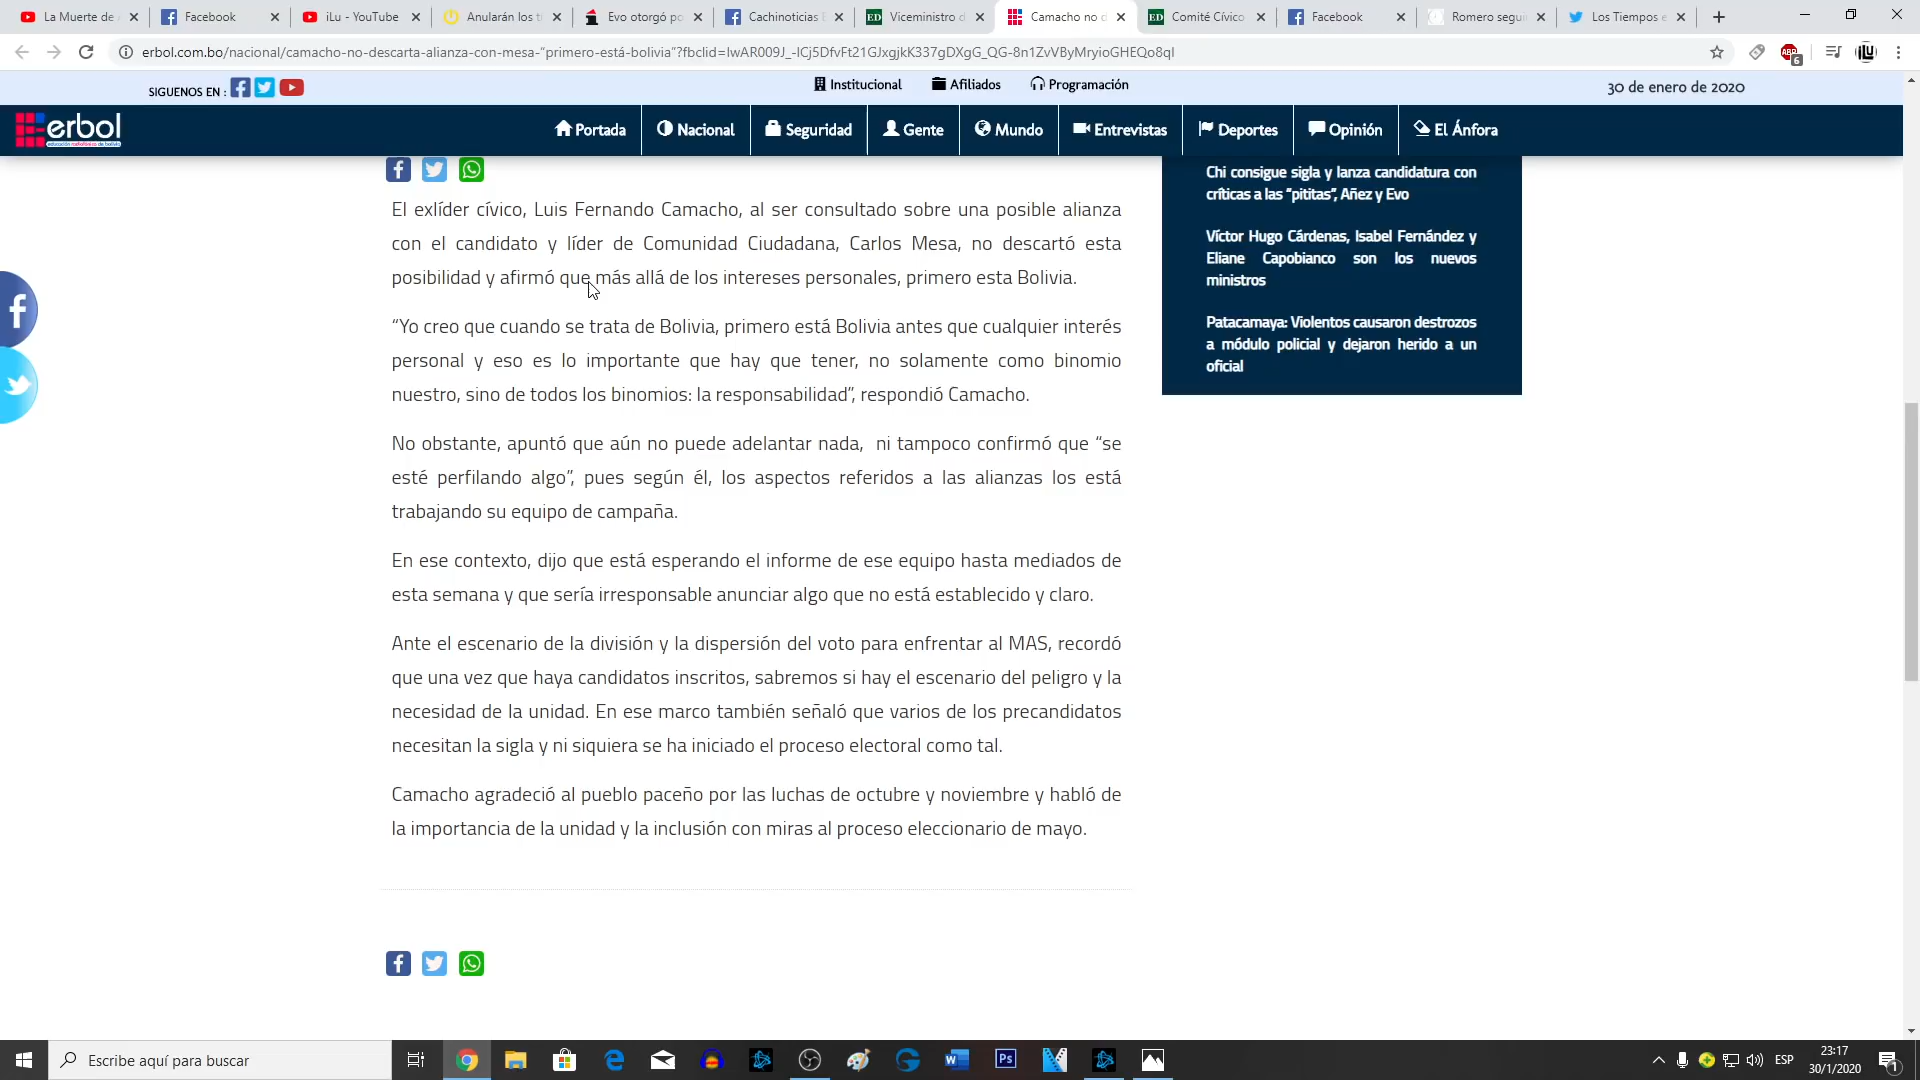 La Muerte de
Facebook
iLu - YouTube
Anularán los t
Evo otorgó po
Cachinoticias
Viceministro d
Camacho no d
Comité Cívico
Facebook
Romero segui
Los Tiempos e
erbol.com.bo/nacional/camacho-no-descarta-alianza-con-mesa-“primero-está-bolivia”?fbclid=IwAR009J_-ICj5DfvFt21GJxgjkK337gDXgG_QG-8n1ZvVByMryioGHEQo8qI
6
SIGUENOS EN :
Institucional
Afiliados
Programación
30 de enero de 2020
erbol
Portada
Nacional
Seguridad
Gente
Mundo
Entrevistas
Deportes
Opinión
El Ánfora
El exlíder cívico, Luis Fernando Camacho, al ser consultado sobre una posible alianza
con el candidato y líder de Comunidad Ciudadana, Carlos Mesa, no descartó esta
posibilidad y afirmó que más allá de los intereses personales, primero esta Bolivia.
“Yo creo que cuando se trata de Bolivia, primero está Bolivia antes que cualquier interés
personal y eso es lo importante que hay que tener, no solamente como binomio
nuestro, sino de todos los binomios: la responsabilidad”, respondió Camacho.
No obstante, apuntó que aún no puede adelantar nada, ni tampoco confirmó que “se
esté perfilando algo”, pues según él, los aspectos referidos a las alianzas los está
trabajando su equipo de campaña.
En ese contexto, dijo que está esperando el informe de ese equipo hasta mediados de
esta semana y que sería irresponsable anunciar algo que no está establecido y claro.
Ante el escenario de la división y la dispersión del voto para enfrentar al MAS, recordó
que una vez que haya candidatos inscritos, sabremos si hay el escenario del peligro y la
necesidad de la unidad. En ese marco también señaló que varios de los precandidatos
necesitan la sigla y ni siquiera se ha iniciado el proceso electoral como tal.
Camacho agradeció al pueblo paceño por las luchas de octubre y noviembre y habló de
la importancia de la unidad y la inclusión con miras al proceso eleccionario de mayo.
Chi consigue sigla y lanza candidatura con
críticas a las “pititas”, Añez y Evo
Víctor Hugo Cárdenas, Isabel Fernández y
Eliane Capobianco son los nuevos
ministros
Patacamaya: Violentos causaron destrozos
a módulo policial y dejaron herido a un
oficial
Escribe aquí para buscar
ESP
23:17
30/1/2020
1